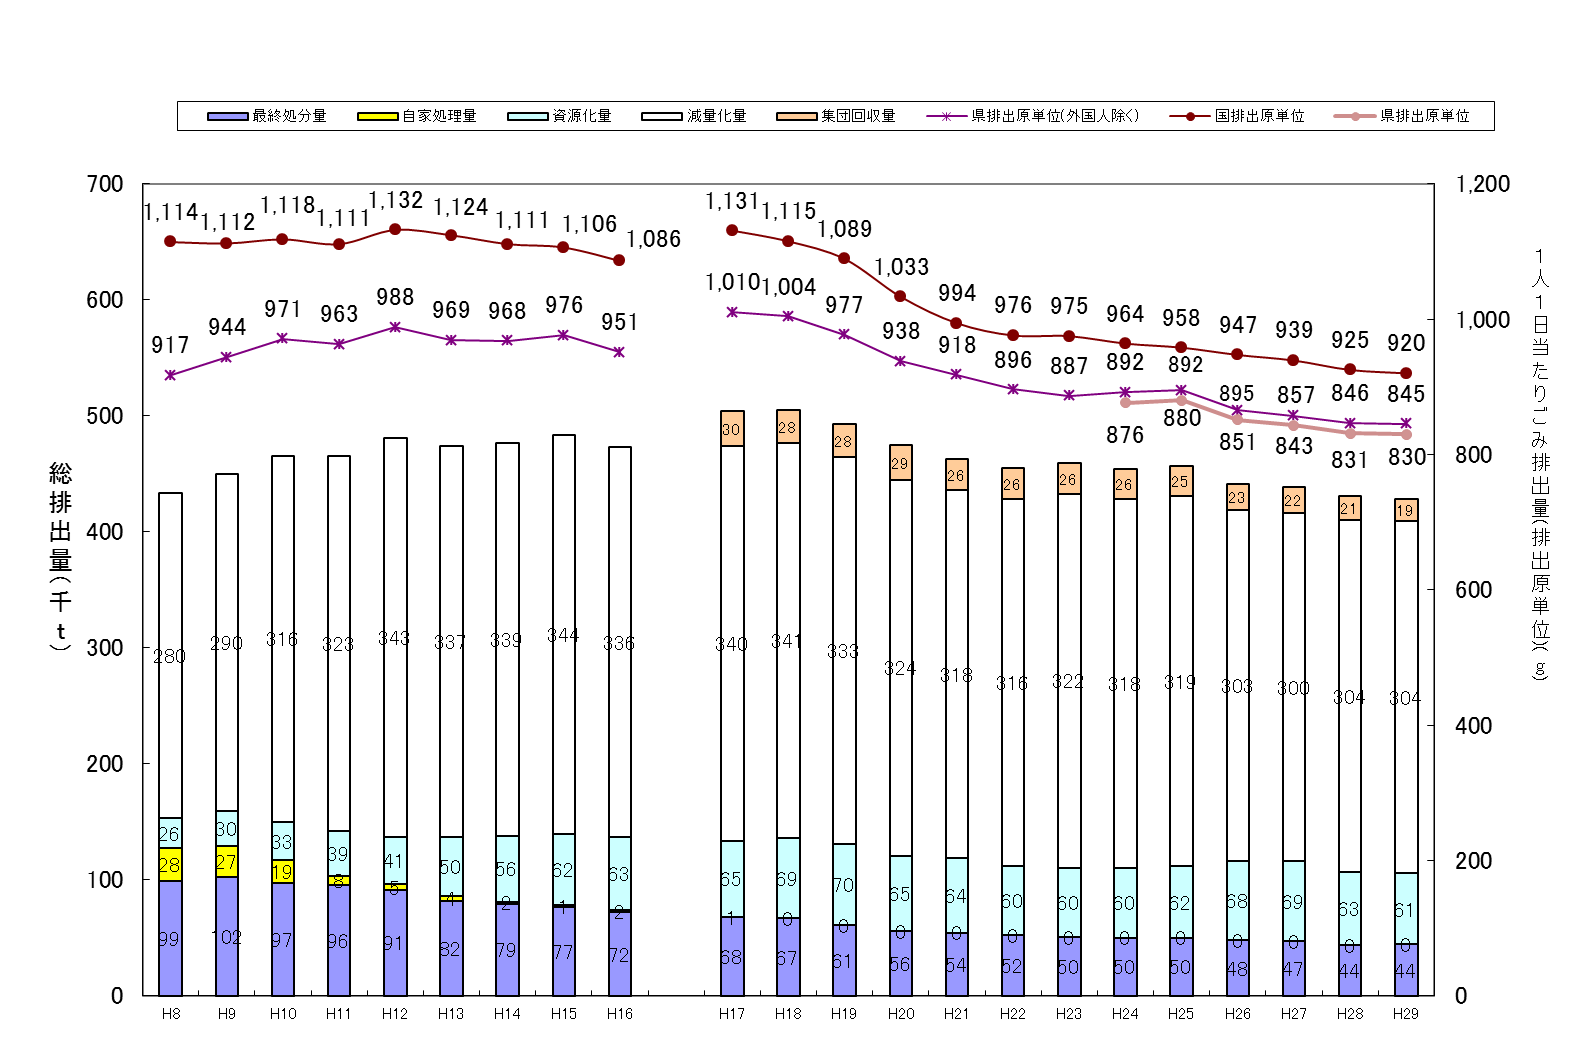 最終処分量 自家処理量 資源化量 減量化量 集団回収量 県排出原単位(外国人除く) 国排出原単位 県排出原単位
総排出量(千t)
1人1日当たりごみ排出量(排出原単位)(g)
700
600
500
400
300
200
100
0
1,200
1,000
800
600
400
200
0
1,114 1,112 1,118 1,111 1,132 1,124 1,111 1,106 1,086 1,131 1,115 1,089 1,033 994 976 975 964 958 947 939 925 920
917 944 971 963 988 969 968 976 951 1,010 1,004 977 938 918 896 887 892 892 895 857 846 845
876 880 851 843 831 830
30 28 28 29 26 26 26 26 25 23 22 21 19
280 290 316 323 343 337 339 344 336 340 341 333 324 318 316 322 318 319 303 300 304 304
26 30 33 39 41 50 56 62 63 65 69 70 65 64 60 60 60 62 68 69 63 61
28 27 19 8 5 4 2 1 2 1 0 0 0 0 0 0 0 0 0 0 0 0
99 102 97 96 91 82 79 77 72 68 67 61 56 54 52 50 50 50 48 47 44 44
H8 H9 H10 H11 H12 H13 H14 H15 H16 H17 H18 H19 H20 H21 H22 H23 H24 H25 H26 H27 H28 H29